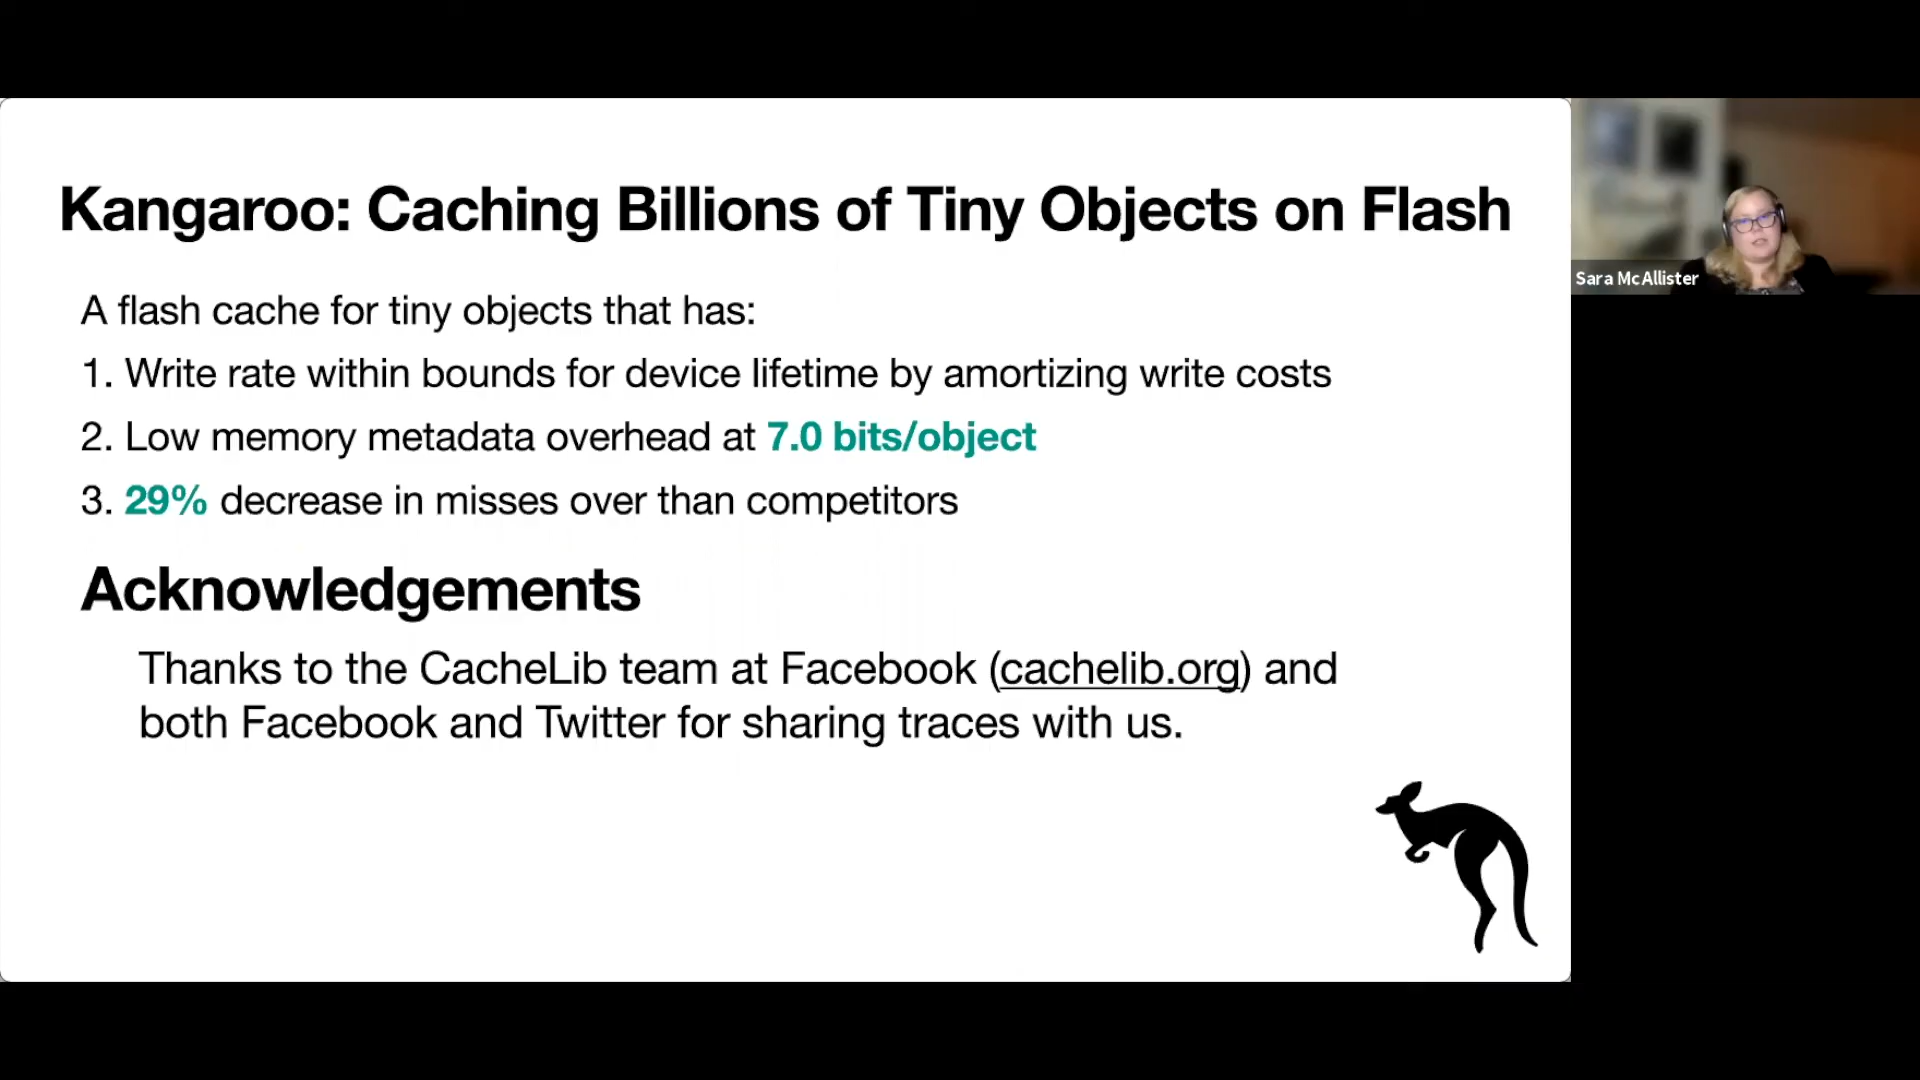 Kangaroo: Caching Billions of Tiny Objects on Flash
A flash cache for tiny objects that has:
1. Write rate within bounds for device lifetime by amortizing write costs
2. Low memory metadata overhead at 7.0 bits/object
3. 29% decrease in misses over than competitors
Acknowledgements
Thanks to the CacheLib team at Facebook (cachelib.org) and
both Facebook and Twitter for sharing traces with us.
Sara McAllister